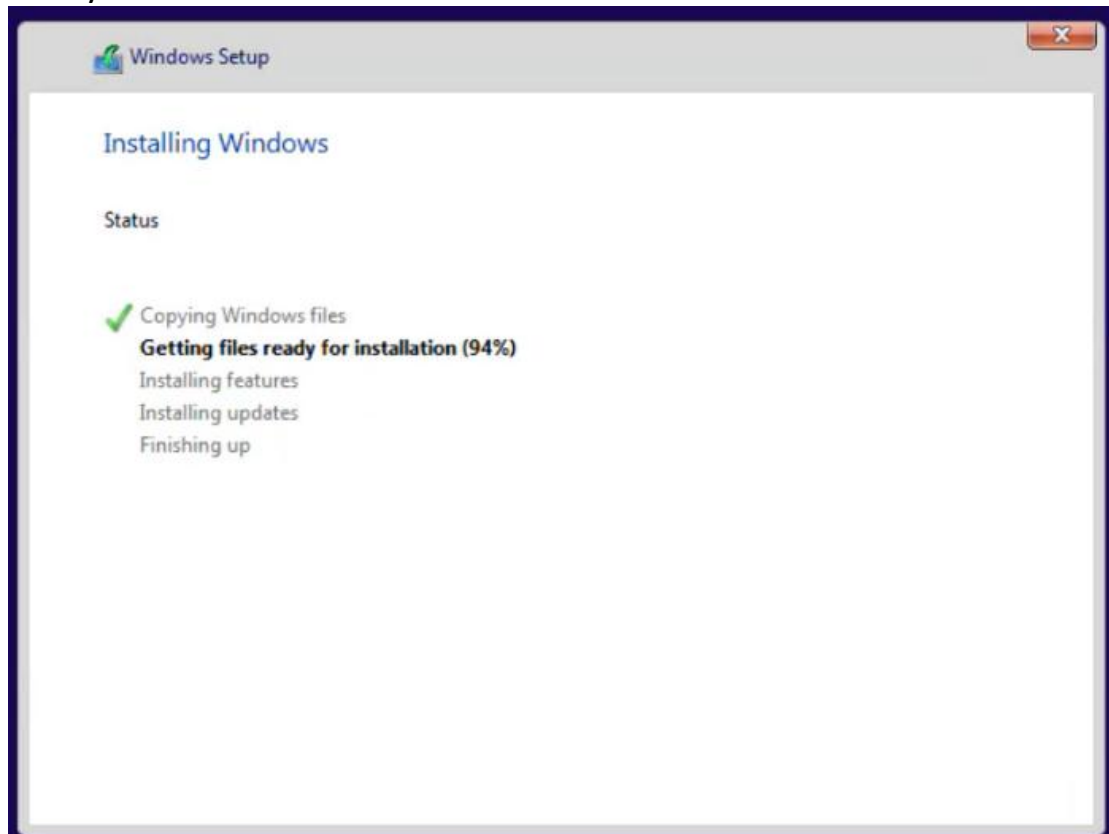 Windows Setup
Installing Windows
Status
Copying Windows files
Getting files ready for installation (94%)
Installing features
Installing updates
Finishing up